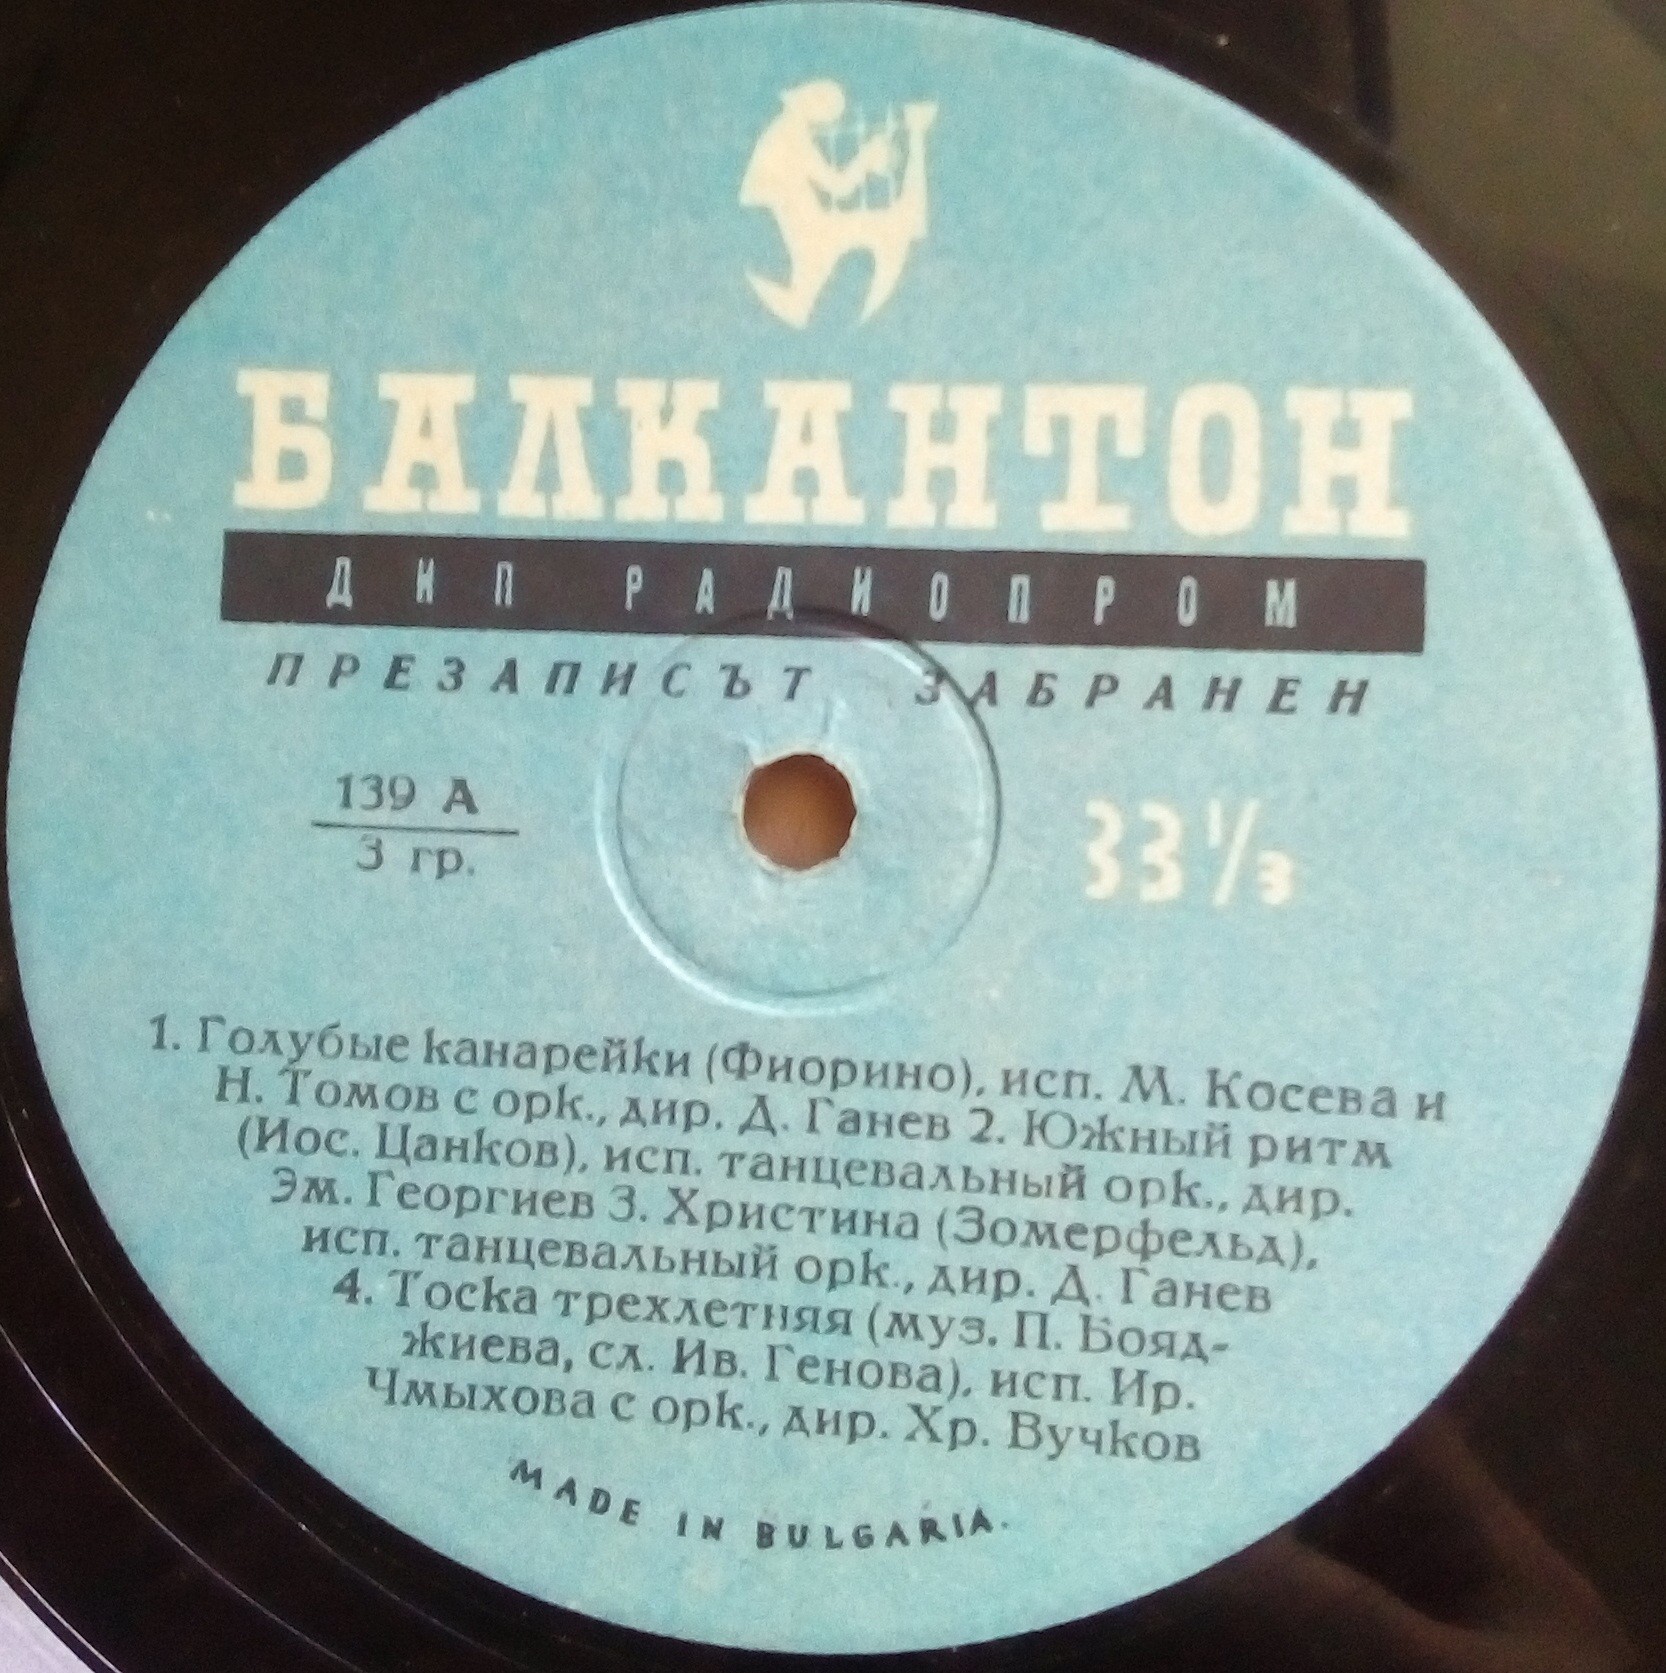 БАЛКАНТОН
ДИП РАДИОПРОМ
ПРЕЗАПИСЪТ ЗАБРАНЕН
139 А
3 гр.
33 1/3
1. Голубые канарейки (Фиорино), исп. М. Косева и
Н. Томов с орк., дир. Д. Ганев 2. Южный ритм
(Иос. Цанков), исп. танцевальный орк., дир.
Эм. Георгиев 3. Христина (Зомерфельд),
исп. танцевальный орк., дир. Д. Ганев
4. Тоска трехлетняя (муз. П. Бояд-
жиева, сл. Ив. Генова), исп. Ир.
Чмыхова с орк., дир. Хр. Вучков
MADE IN BULGARIA.